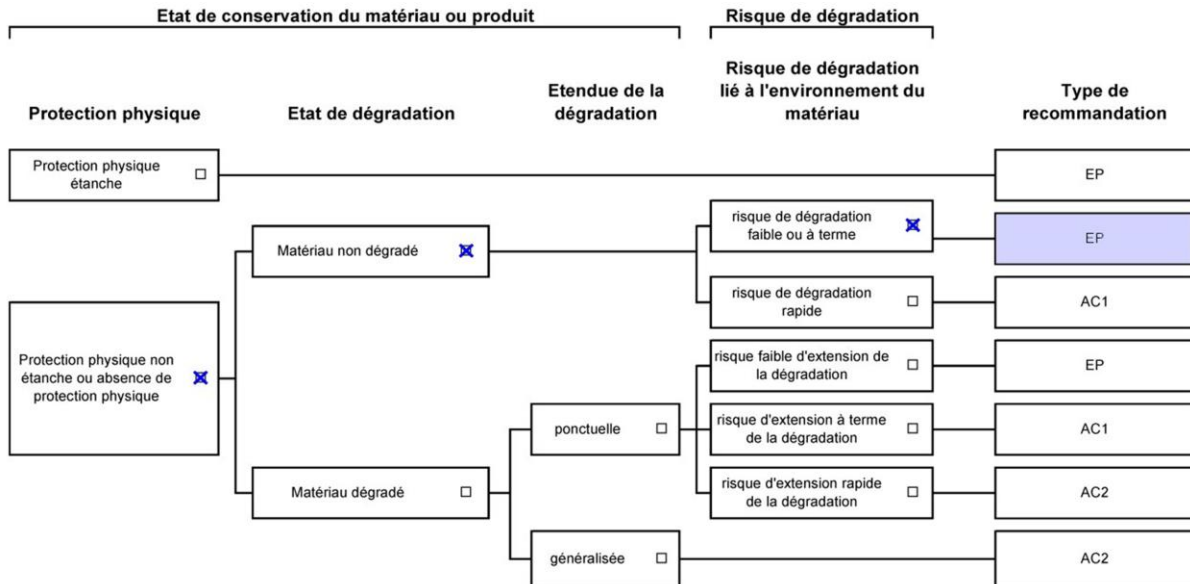 Etat de conservation du matériau ou produit
Risque de dégradation
Protection physique
Etat de dégradation
Etendue de la
dégradation
Risque de dégradation
lié à l'environnement du
matériau
Type de
recommandation
Protection physique
étanche
EP
Matériau non dégradé
risque de dégradation
faible ou à terme
EP
risque de dégradation
rapide
AC1
Protection physique non
étanche ou absence de
protection physique
risque faible d'extension de
la dégradation
EP
ponctuelle
risque d'extension à terme
de la dégradation
AC1
Matériau dégradé
risque d'extension rapide
de la dégradation
AC2
généralisée
AC2